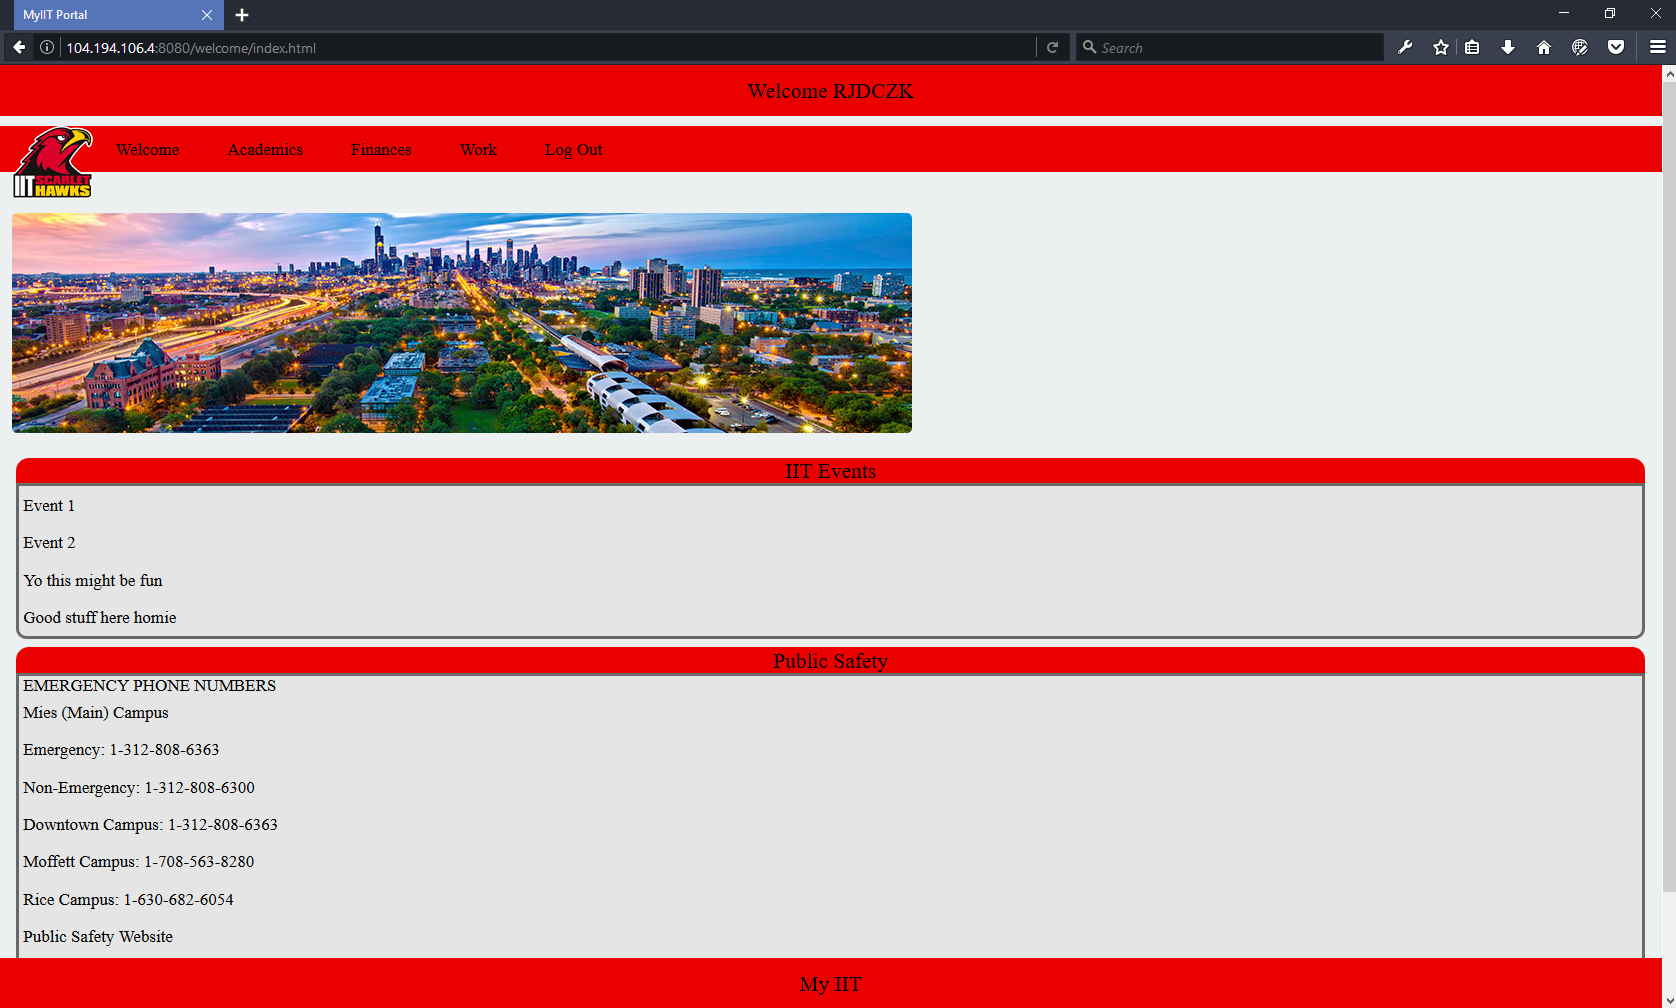 MyIIT Portal
104.194.106.4:8080/welcome/index.html
Search
Welcome RJDCZK
IIT SCARLET HAWKS
Welcome Academics Finances Work Log Out
IIT Events
Event 1
Event 2
Yo this might be fun
Good stuff here homie
Public Safety
EMERGENCY PHONE NUMBERS
Mies (Main) Campus
Emergency: 1-312-808-6363
Non-Emergency: 1-312-808-6300
Downtown Campus: 1-312-808-6363
Moffett Campus: 1-708-563-8280
Rice Campus: 1-630-682-6054
Public Safety Website
My IIT